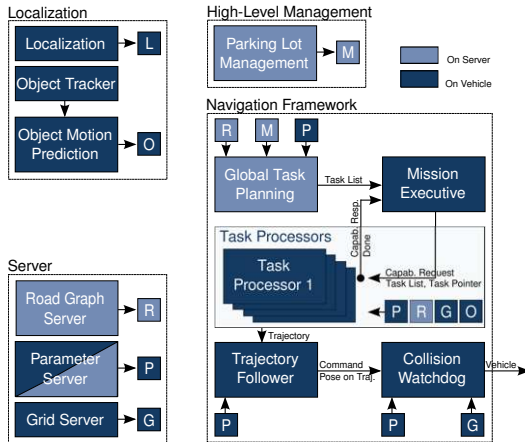 Localization
Localization
L
Object Tracker
Object Motion
Prediction
O
High-Level Management
Parking Lot
Management
M
On Server
On Vehicle
Navigation Framework
R
M
P
Global Task
Planning
Task List
Mission
Executive
Capab. Resp.
Done
Task Processors
Task
Processor 1
Capab. Request
Task List, Task Pointer
P
R
G
O
Trajectory
Trajectory
Follower
Command
Pose on Traj.
Collision
Watchdog
Vehicle
P
P
G
Server
Road Graph
Server
R
Parameter
Server
P
Grid Server
G